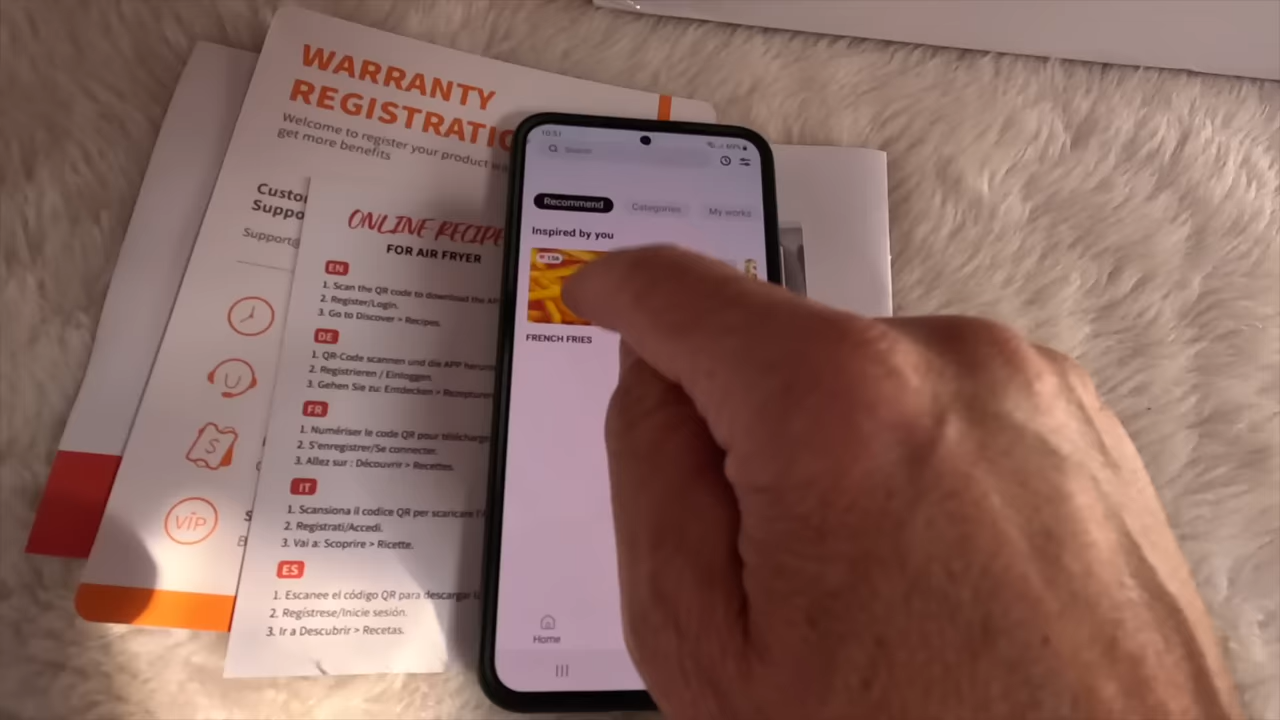 WARRANTY
REGISTRATIO
Welcome to register your product
get more benefits
Custo
Suppo
Support@
VIP
ONLINE RECIPE
FOR AIR FRYER
EN
1. Scan the QR code to download the AP
2. Register/Login.
3. Go to Discover > Recipes.
DE
1. QR-Code scannen und die APP herun
2. Registrieren / Einloggen.
3. Gehen Sie zu: Entdecken > Rezepturen
FR
1. Numériser le code QR pour télécharg
2. S'enregistrer/Se connecter.
3. Allez sur : Découvrir > Recettes.
IT
1. Scansiona il codice QR per scaricare l'A
2. Registrati/Accedi.
3. Vai a: Scoprire > Ricette.
ES
1. Escanee el código QR para descargar l
2. Regístrese/Inicie sesión.
3. Ir a Descubrir > Recetas.
10:51
Search
Recommend
Categories
My works
Inspired by you
FRENCH FRIES
Home